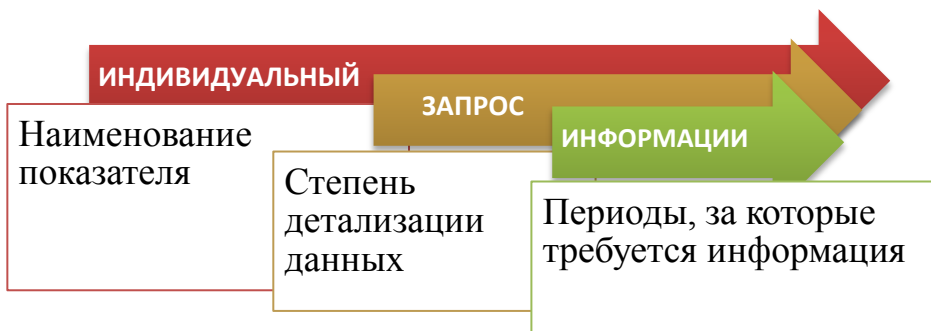 ИНДИВИДУАЛЬНЫЙ
Наименование
показателя
ЗАПРОС
Степень
детализации
данных
ИНФОРМАЦИИ
Периоды, за которые
требуется информация